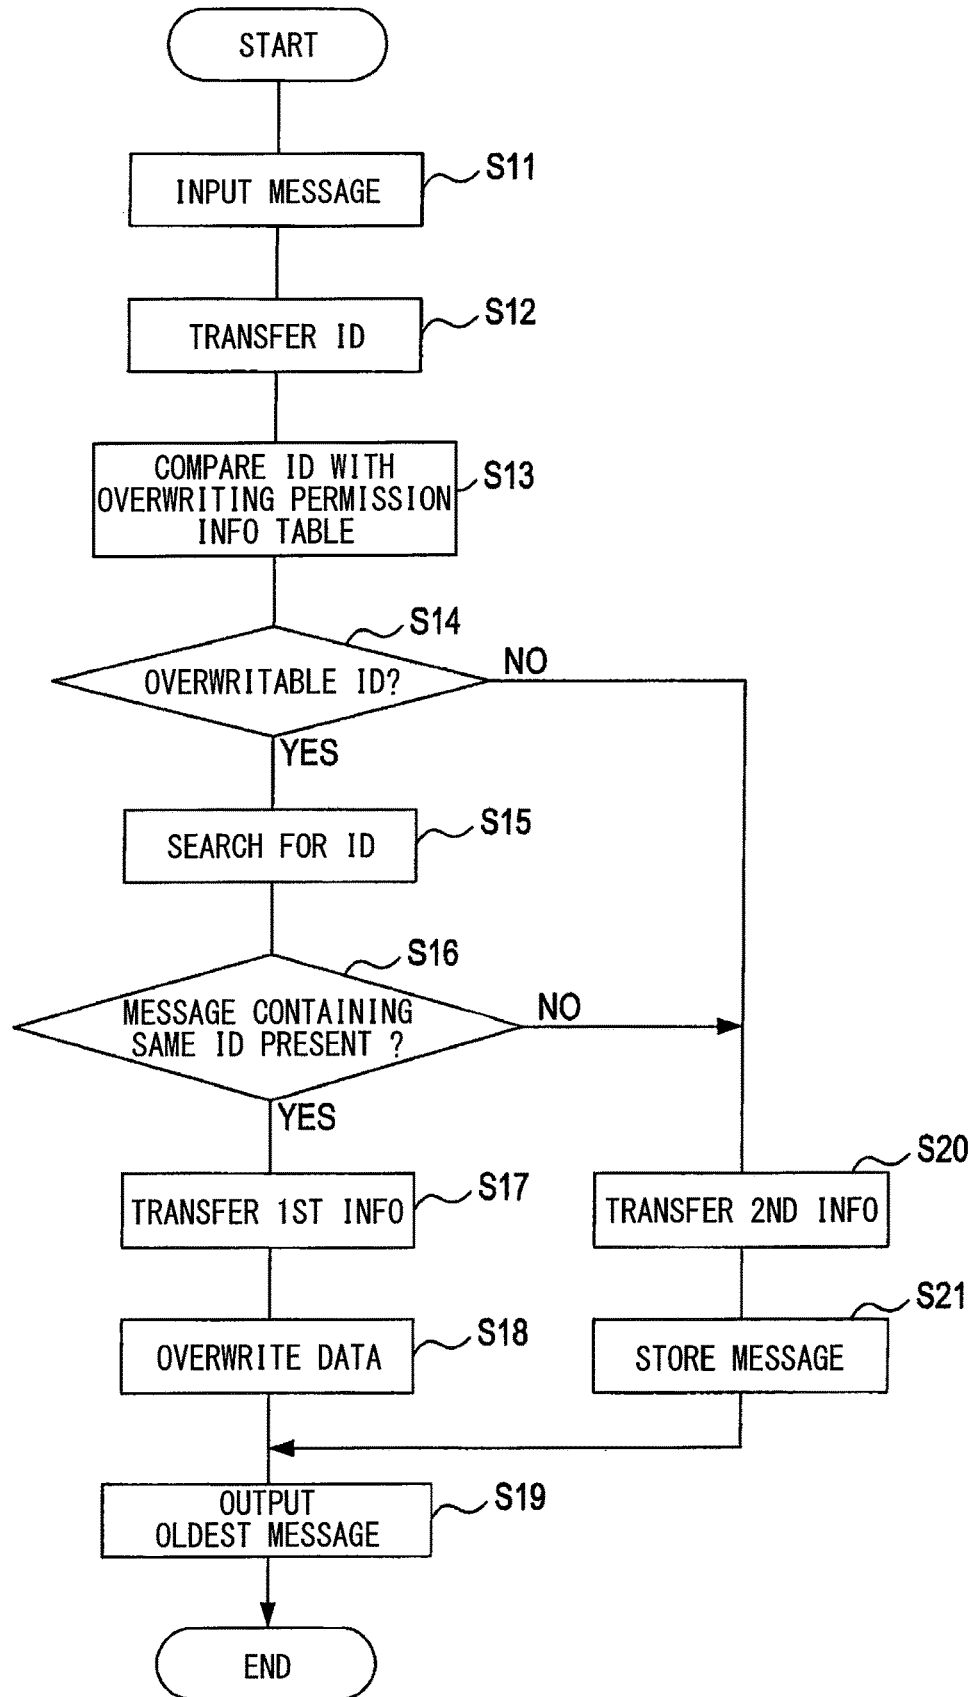 START
INPUT MESSAGE
S11
TRANSFER ID
S12
COMPARE ID WITH
OVERWRITING PERMISSION
INFO TABLE
S13
S14
OVERWRITABLE ID?
NO
YES
SEARCH FOR ID
S15
S16
MESSAGE CONTAINING
SAME ID PRESENT ?
NO
YES
TRANSFER 1ST INFO
S17
TRANSFER 2ND INFO
S20
OVERWRITE DATA
S18
STORE MESSAGE
S21
OUTPUT
OLDEST MESSAGE
S19
END